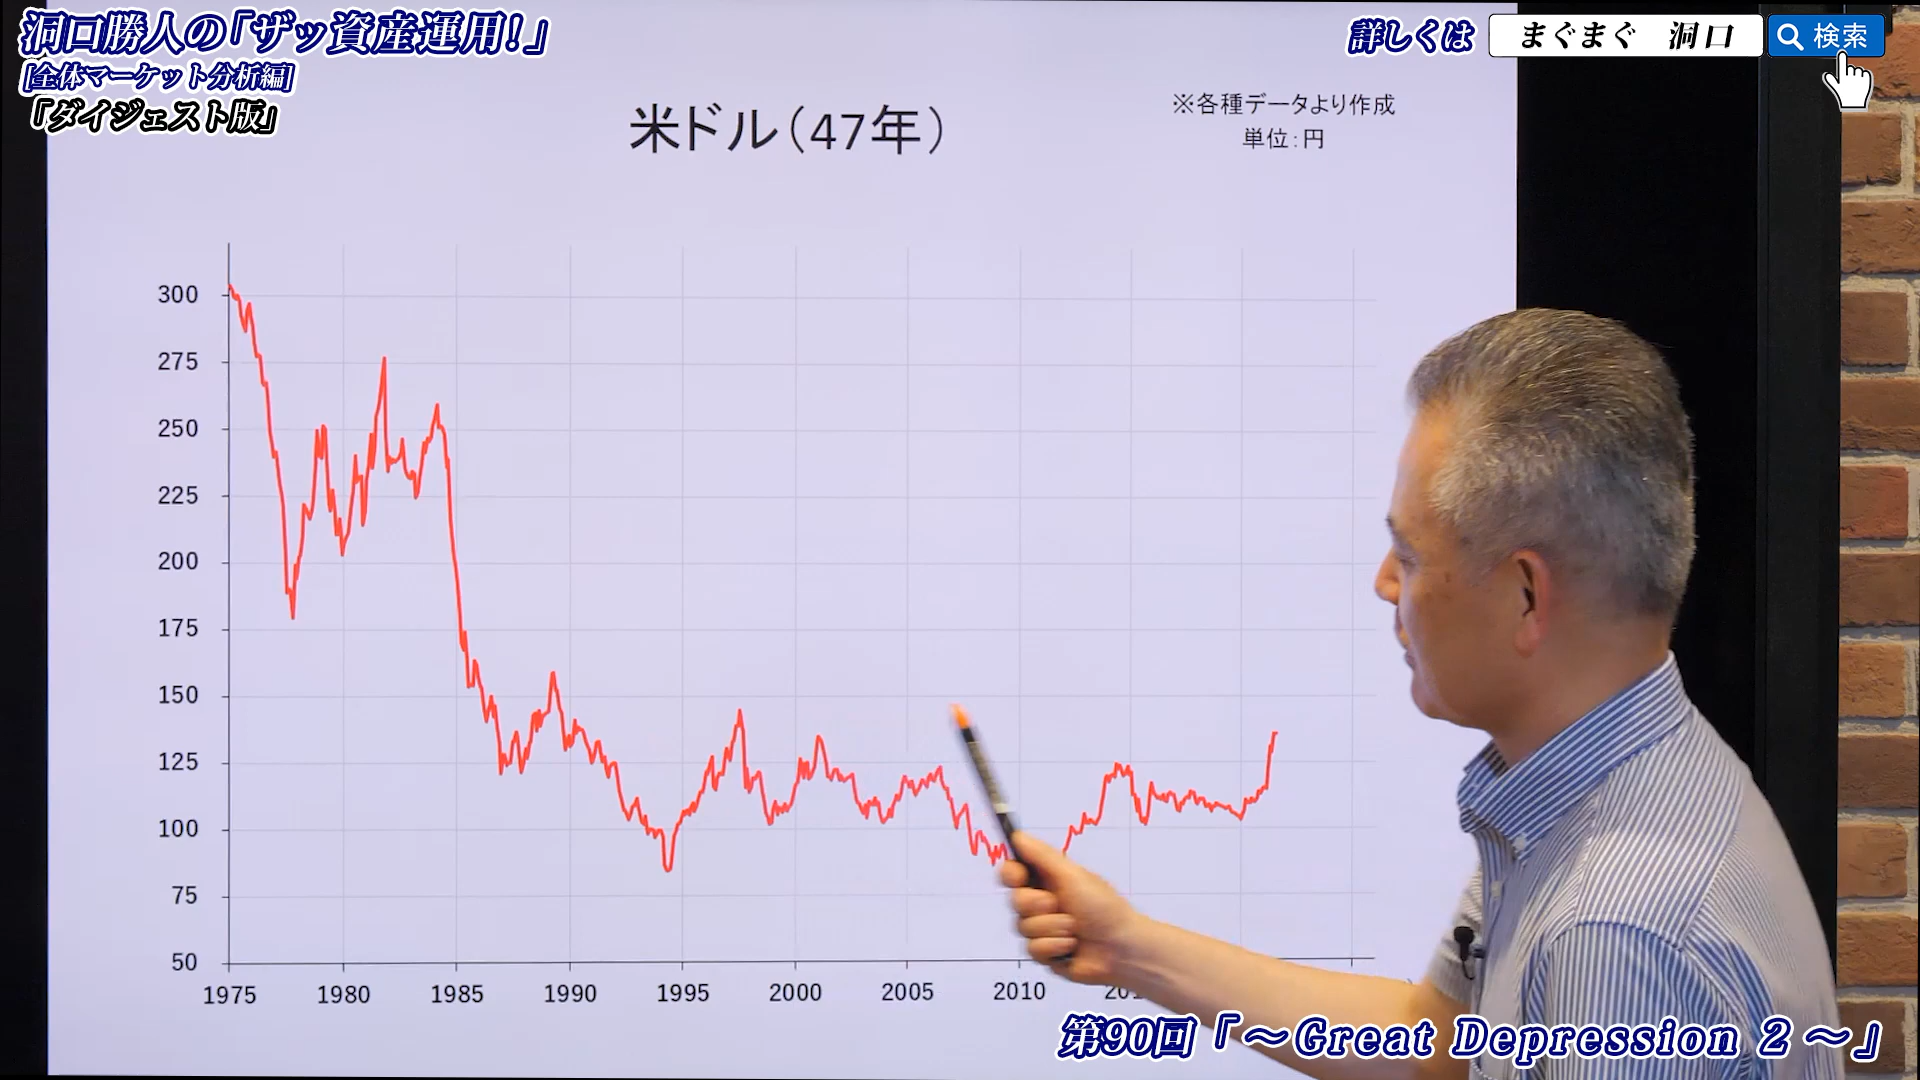 洞口勝人の「ザッ資産運用!」
[全体マーケット分析編]
「ダイジェスト版」
詳しくは
まぐまぐ 洞口
検索
米ドル（47年）
※各種データより作成
単位：円
300
275
250
225
200
175
150
125
100
75
50
1975 1980 1985 1990 1995 2000 2005 2010
第90回「～Great Depression 2～」